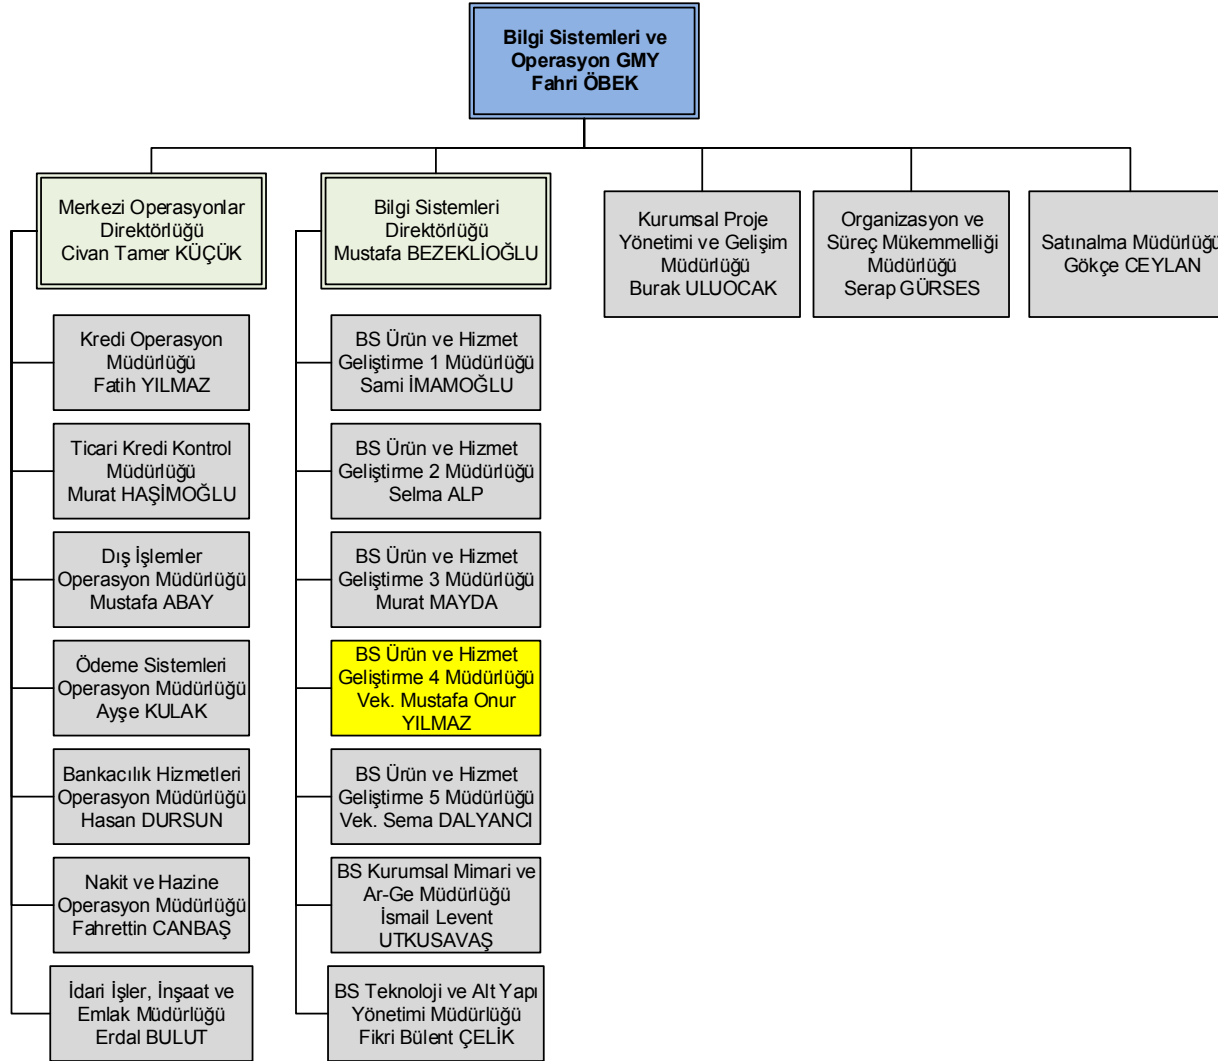 Bilgi Sistemleri ve
Operasyon GMY
Fahri ÖBEK
Merkezi Operasyonlar
Direktörlüğü
Civan Tamer KÜÇÜK
Bilgi Sistemleri
Direktörlüğü
Mustafa BEZEKLİOĞLU
Kurumsal Proje
Yönetimi ve Gelişim
Müdürlüğü
Burak ULUOCAK
Organizasyon ve
Süreç Mükemmelliği
Müdürlüğü
Serap GÜRSES
Satınalma Müdürlüğü
Gökçe CEYLAN
Kredi Operasyon
Müdürlüğü
Fatih YILMAZ
Ticari Kredi Kontrol
Müdürlüğü
Murat HAŞİMOĞLU
Dış İşlemler
Operasyon Müdürlüğü
Mustafa ABAY
Ödeme Sistemleri
Operasyon Müdürlüğü
Ayşe KULAK
Bankacılık Hizmetleri
Operasyon Müdürlüğü
Hasan DURSUN
Nakit ve Hazine
Operasyon Müdürlüğü
Fahrettin CANBAŞ
İdari İşler, İnşaat ve
Emlak Müdürlüğü
Erdal BULUT
BS Ürün ve Hizmet
Geliştirme 1 Müdürlüğü
Sami İMAMOĞLU
BS Ürün ve Hizmet
Geliştirme 2 Müdürlüğü
Selma ALP
BS Ürün ve Hizmet
Geliştirme 3 Müdürlüğü
Murat MAYDA
BS Ürün ve Hizmet
Geliştirme 4 Müdürlüğü
Vek. Mustafa Onur
YILMAZ
BS Ürün ve Hizmet
Geliştirme 5 Müdürlüğü
Vek. Sema DALYANCI
BS Kurumsal Mimari ve
Ar-Ge Müdürlüğü
İsmail Levent
UTKUSAVAŞ
BS Teknoloji ve Alt Yapı
Yönetimi Müdürlüğü
Fikri Bülent ÇELİK